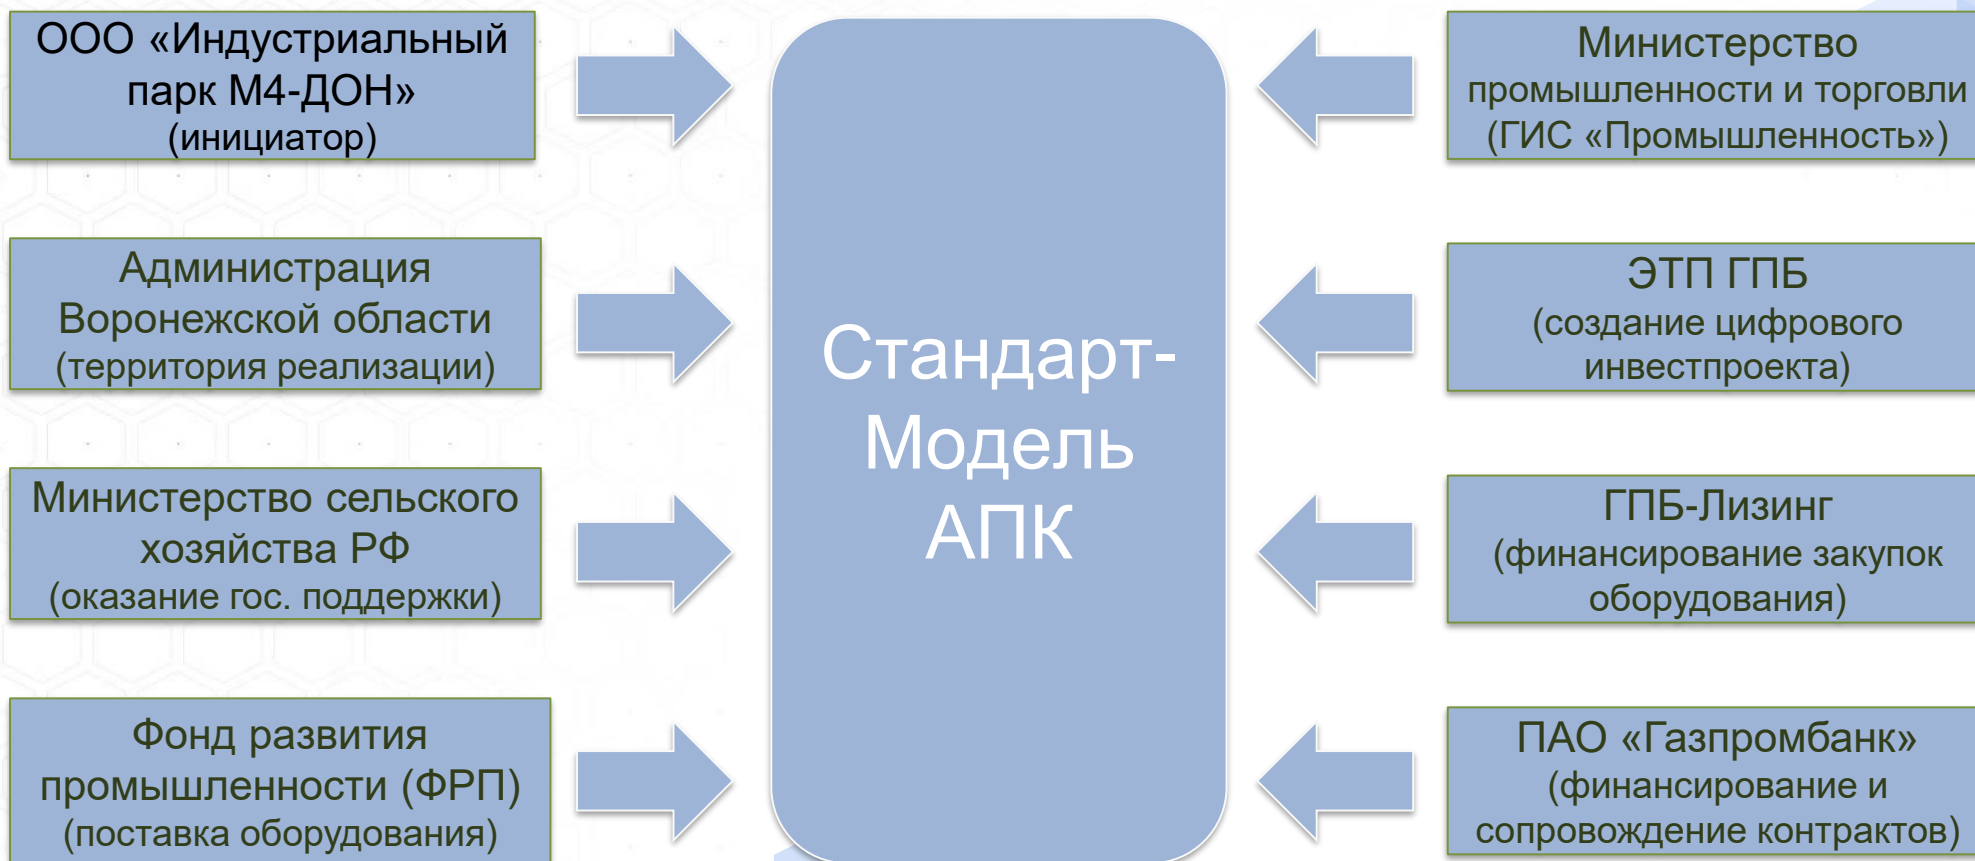 ООО «Индустриальный
парк М4-ДОН»
(инициатор)
Администрация
Воронежской области
(территория реализации)
Министерство сельского
хозяйства РФ
(оказание гос. поддержки)
Фонд развития
промышленности (ФРП)
(поставка оборудования)
Стандарт-
Модель
АПК
Министерство
промышленности и торговли
(ГИС «Промышленность»)
ЭТП ГПБ
(создание цифрового
инвестпроекта)
ГПБ-Лизинг
(финансирование закупок
оборудования)
ПАО «Газпромбанк»
(финансирование и
сопровождение контрактов)